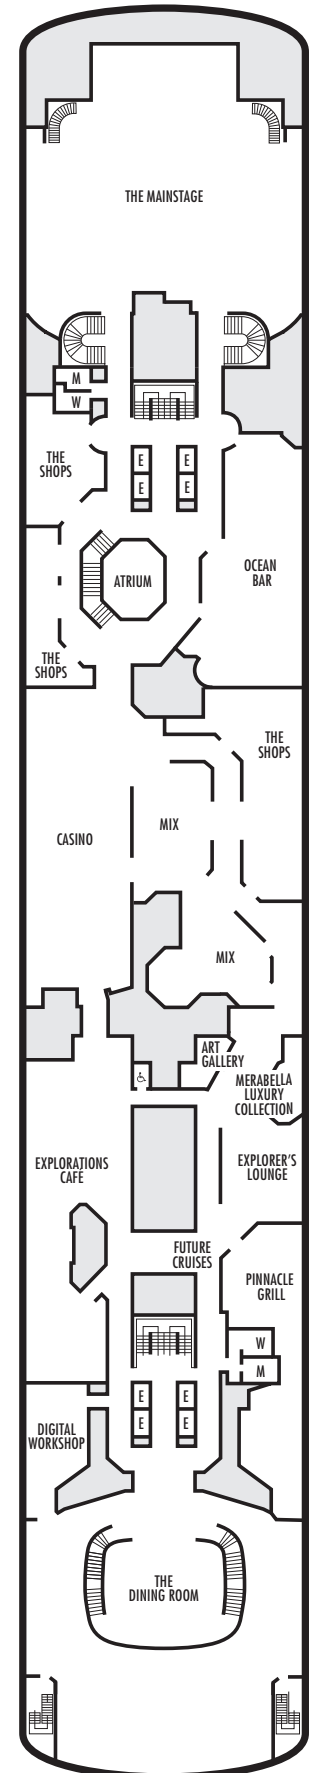 THE MAINSTAGE
M
W
THE
SHOPS
E
E
E
E
OCEAN
BAR
ATRIUM
THE
SHOPS
THE
SHOPS
MIX
CASINO
MIX
ART
GALLERY
MERABELLA
LUXURY
COLLECTION
EXPLORATIONS
CAFÉ
EXPLORER'S
LOUNGE
FUTURE
CRUISES
PINNACLE
GRILL
W
M
E
E
E
E
DIGITAL
WORKSHOP
THE
DINING ROOM